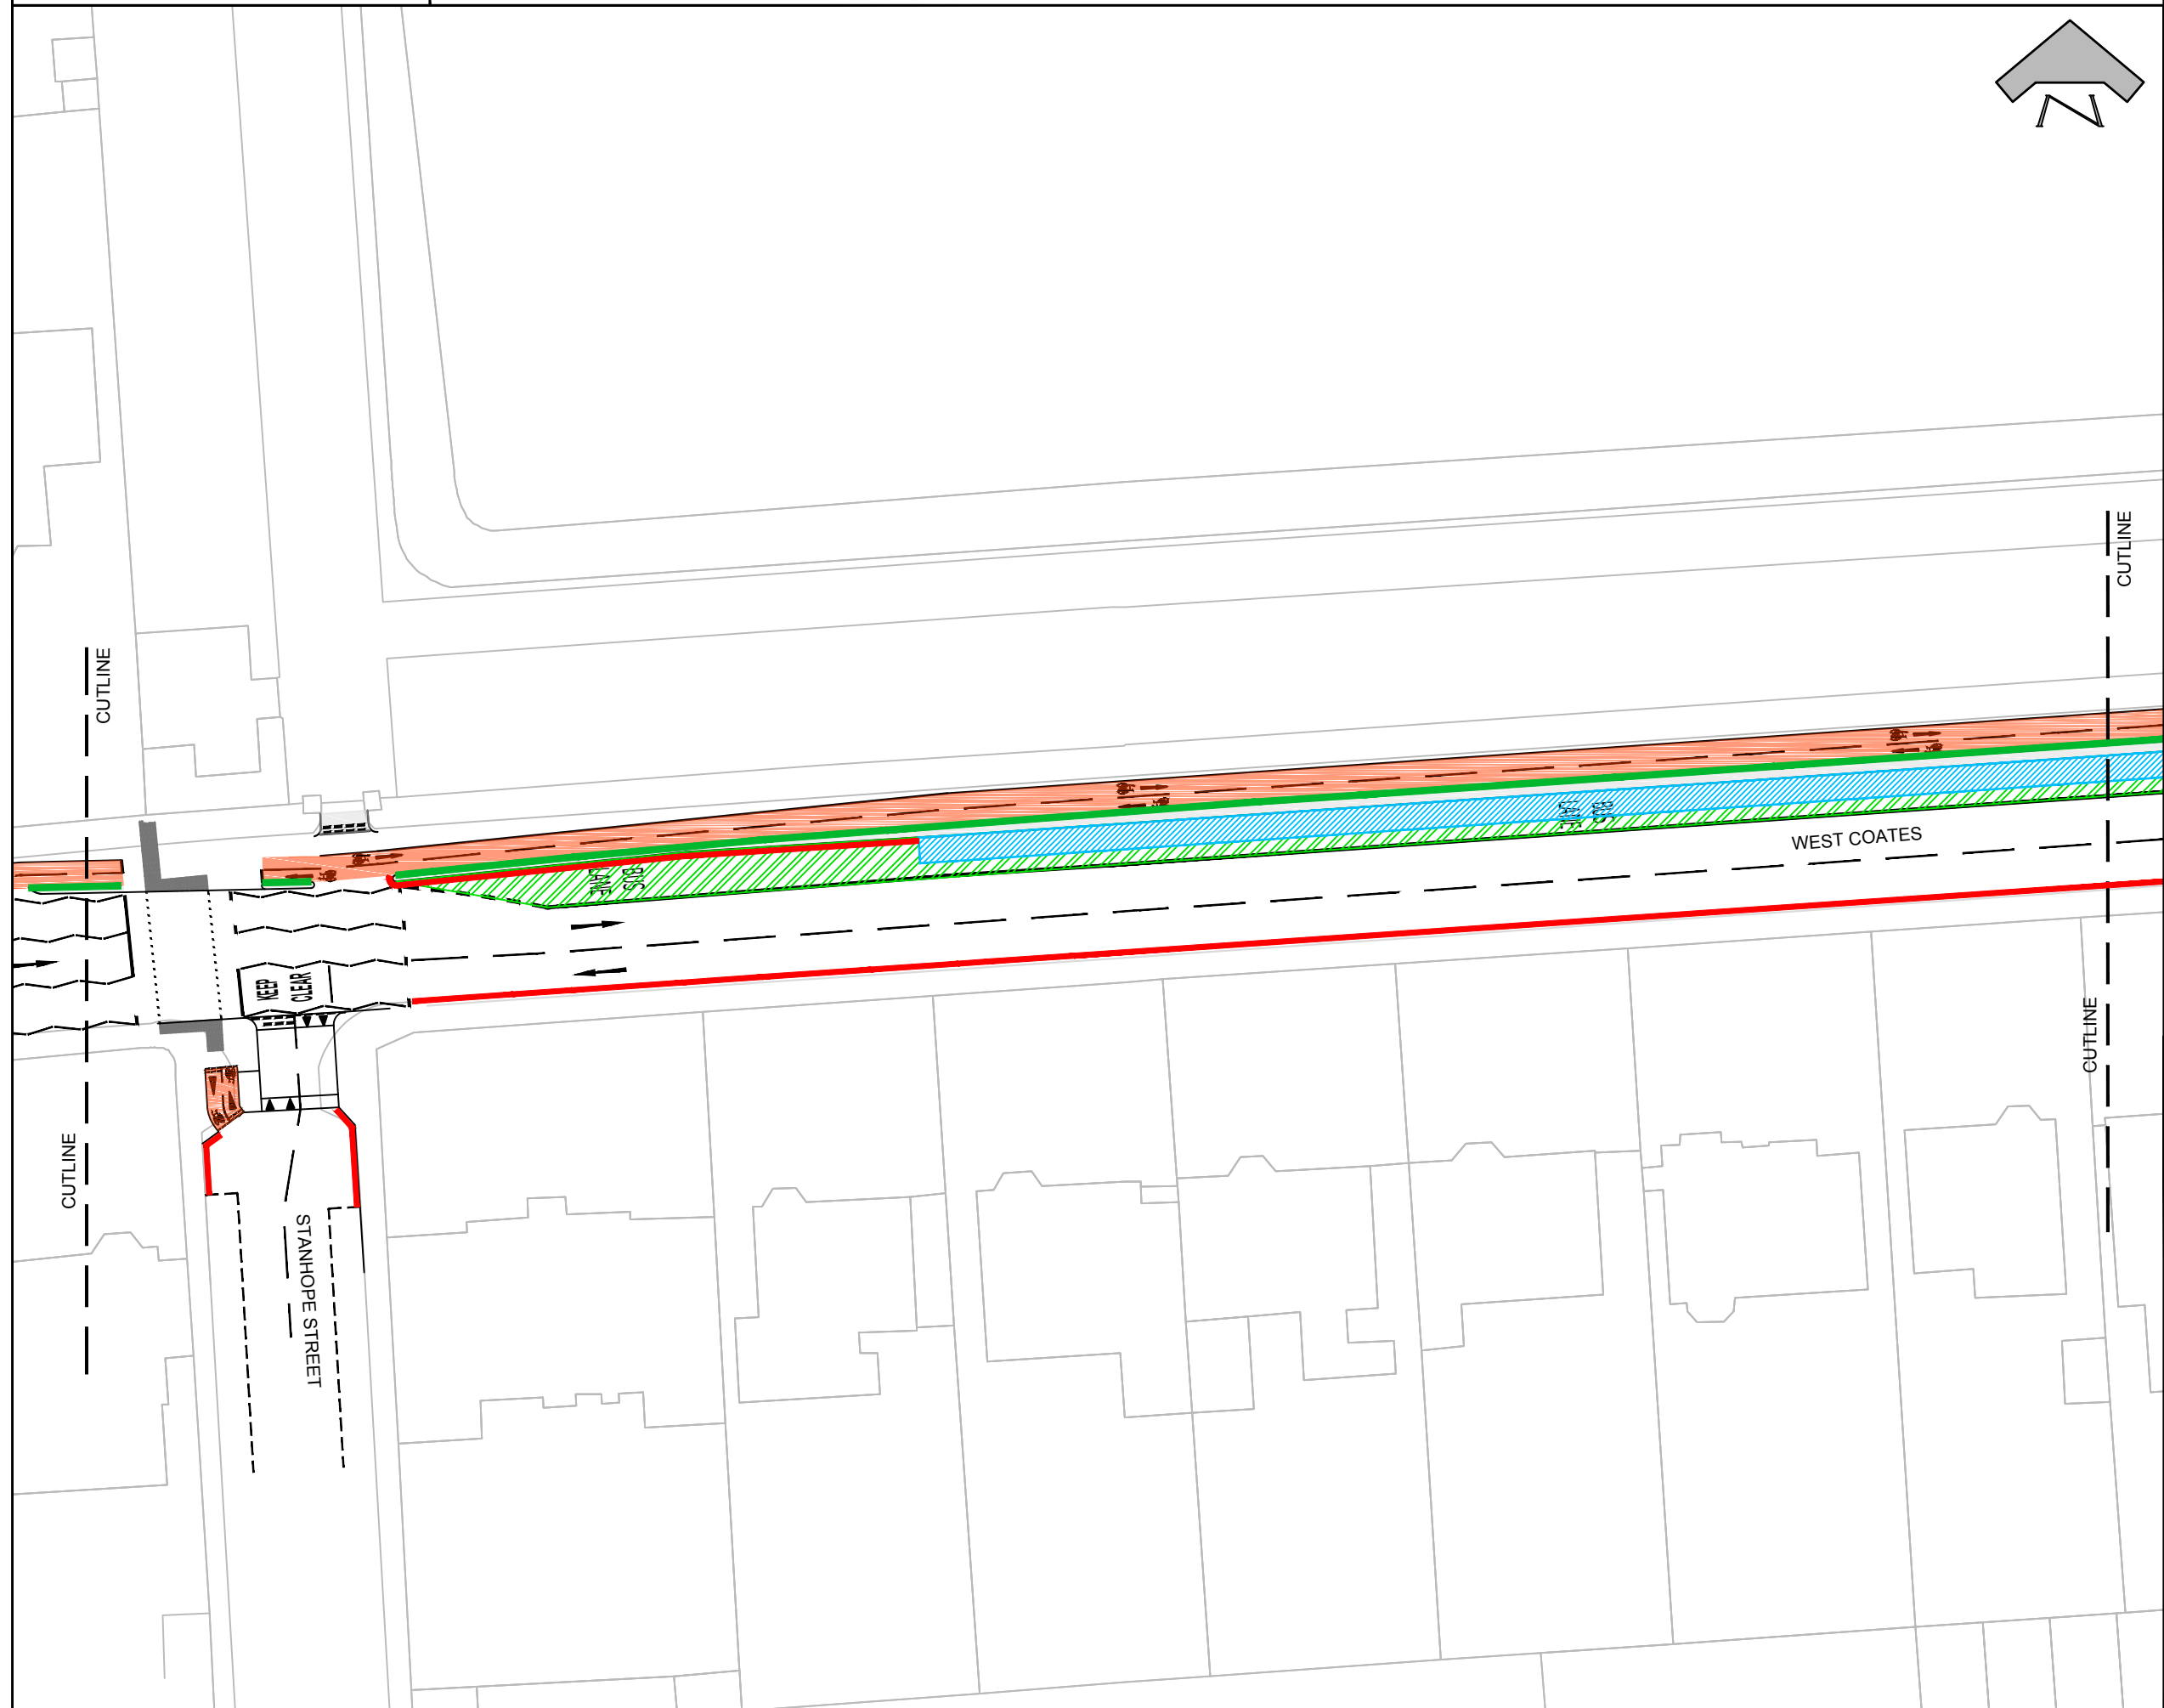 N
CUTLINE
CUTLINE
WEST COATES
BUS
LANE
BUS
LANE
KEEP
CLEAR
CUTLINE
CUTLINE
STANHOPE STREET